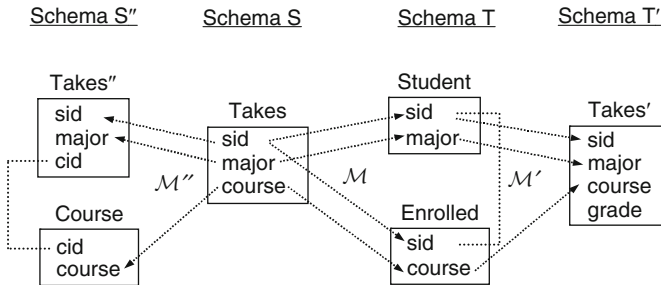 Schema S″ Schema S Schema T Schema T′
Takes″
sid
major
cid
Course
cid
course
ℳ″
Takes
sid
major
course
ℳ
Student
sid
major
Enrolled
sid
course
ℳ′
Takes′
sid
major
course
grade